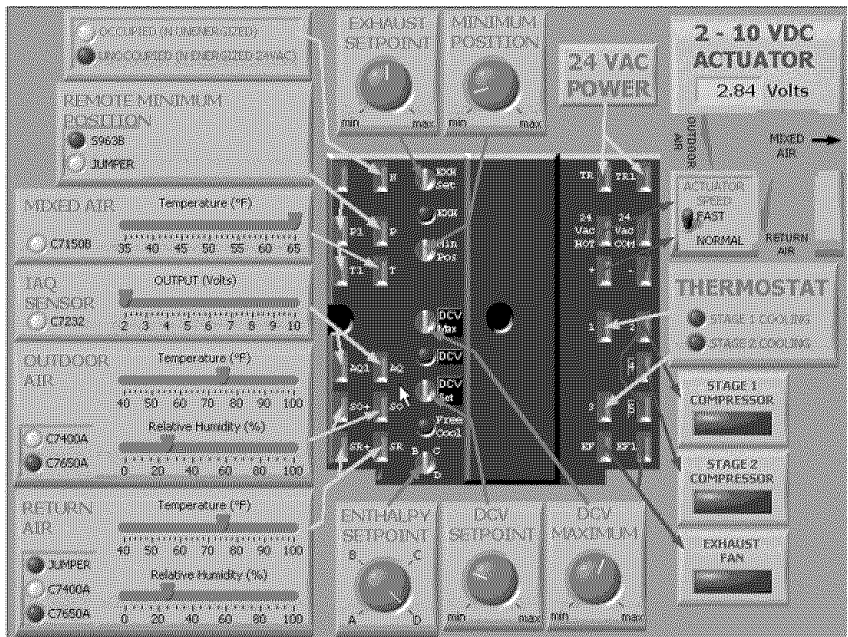 OCCUPIED (N UNENERGIZED)
UNOCCUPIED (N ENERGIZED 24VAC)
REMOTE MINIMUM
POSITION
S963B
JUMPER
MIXED AIR
Temperature (°F)
C7150B
35 40 45 50 55 60 65
IAQ
SENSOR
OUTPUT (Volts)
C7232
2 3 4 5 6 7 8 9 10
OUTDOOR
AIR
Temperature (°F)
40 50 60 70 80 90 100
Relative Humidity (%)
C7400A
C7650A
0 20 40 60 80 100
RETURN
AIR
Temperature (°F)
40 50 60 70 80 90 100
JUMPER
C7400A
C7650A
Relative Humidity (%)
0 20 40 60 80 100
EXHAUST
SETPOINT
min max
MINIMUM
POSITION
min max
24 VAC
POWER
2 - 10 VDC
ACTUATOR
2.84 Volts
OUTDOOR
AIR
MIXED
AIR
ACTUATOR
SPEED
FAST
NORMAL
RETURN
AIR
THERMOSTAT
STAGE 1 COOLING
STAGE 2 COOLING
STAGE 1
COMPRESSOR
STAGE 2
COMPRESSOR
EXHAUST
FAN
N
P1 P
T1 T
AQ1 AQ
SO+ SO
SR+ SR
EXH
Set
EXH
Min
Pos
DCV
Max
DCV
DCV
Set
Free
Cool
B C
D
TR TR1
24
Vac
HOT
24
Vac
COM
+ -
1 2
3 4
5
EF EF1
ENTHALPY
SETPOINT
B C
A D
DCV
SETPOINT
min max
DCV
MAXIMUM
min max